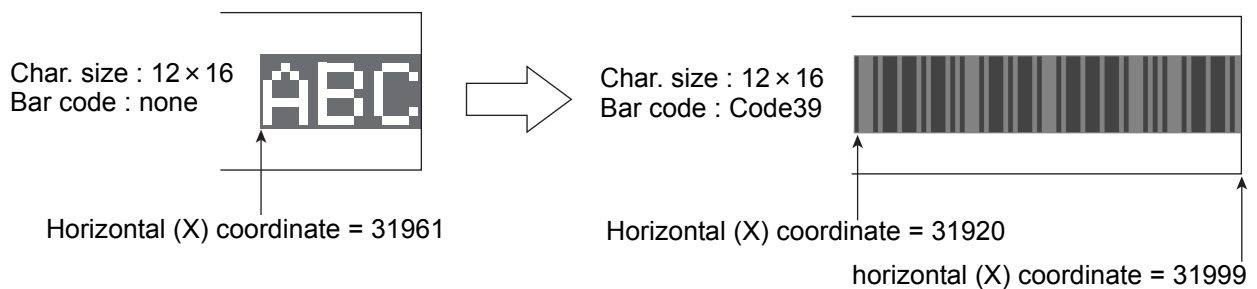 Char. size : 12×16
Bar code : none
ABC
Horizontal (X) coordinate = 31961
Char. size : 12×16
Bar code : Code39
Horizontal (X) coordinate = 31920
horizontal (X) coordinate = 31999